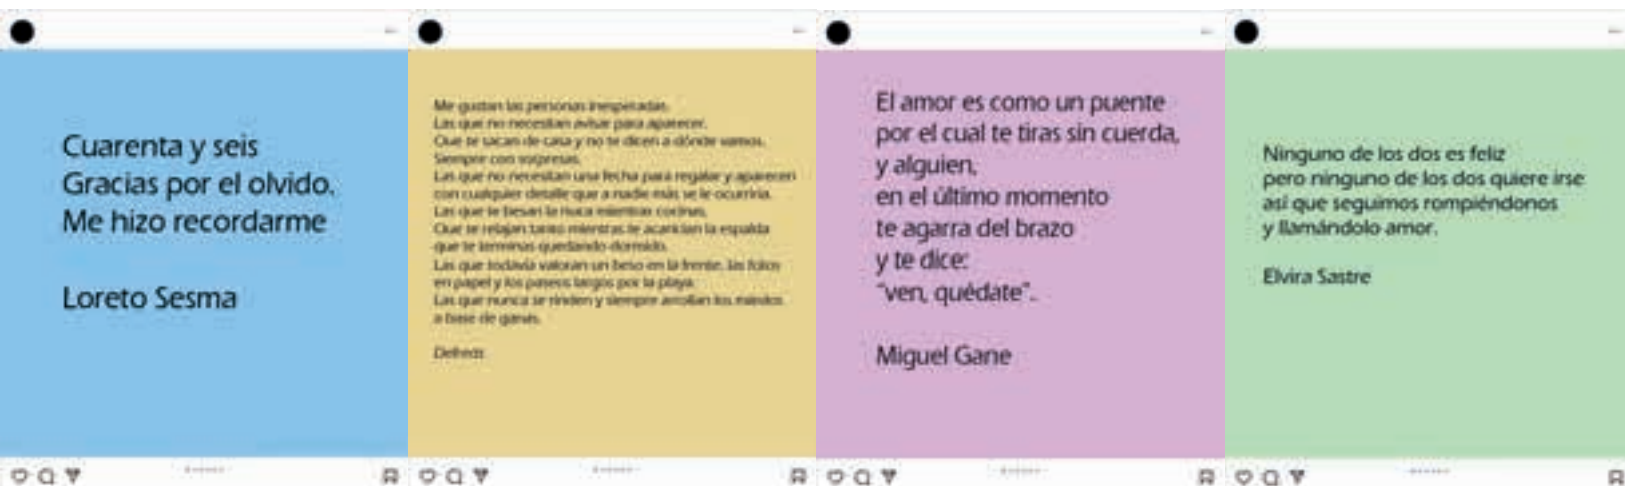 Cuarenta y seis
Gracias por el olvido.
Me hizo recordarme
Loreto Sesma
Me gustan las personas inesperadas.
Las que no necesitan avisar para aparecer.
Que te sacan de casa y no te dicen a dónde vamos.
Siempre con sorpresas.
Las que no necesitan una fecha para regalar y aparecen
con cualquier detalle que a nadie más se le ocurriría.
Las que te besan la nuca mientras cocinas.
Que te relajan tanto mientras te acarician la espalda
que te terminas quedando dormido.
Las que todavía valoran un beso en la frente, las fotos
en papel y los paseos largos por la playa.
Las que nunca se rinden y siempre arrollan los miedos
a base de ganas.
Defreds
El amor es como un puente
por el cual te tiras sin cuerda,
y alguien,
en el último momento
te agarra del brazo
y te dice:
"ven, quédate".
Miguel Gane
Ninguno de los dos es feliz
pero ninguno de los dos quiere irse
así que seguimos rompiéndonos
y llamándolo amor.
Elvira Sastre